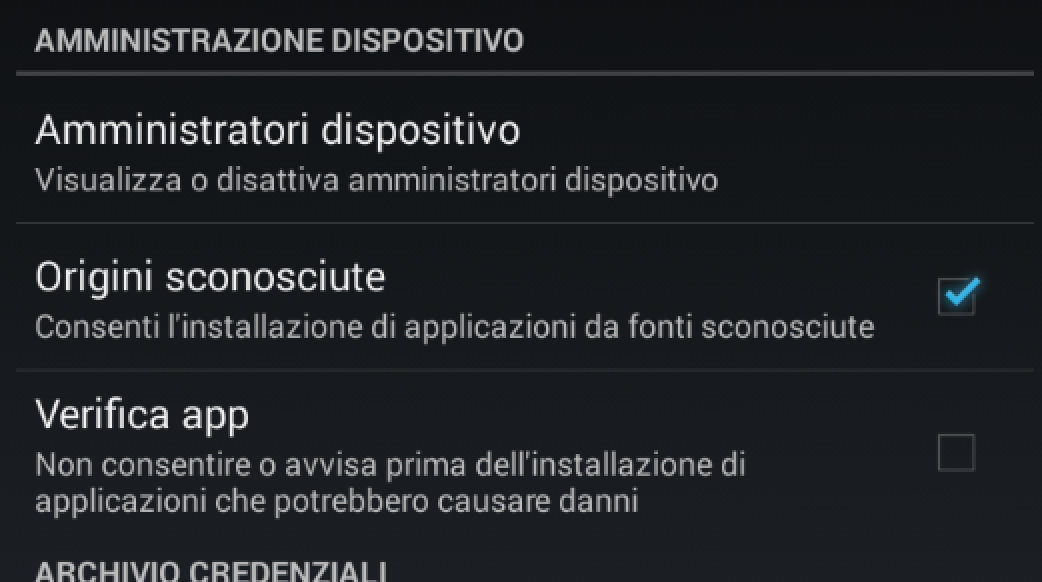 AMMINISTRAZIONE DISPOSITIVO
Amministratori dispositivo
Visualizza o disattiva amministratori dispositivo
Origini sconosciute
Consenti l'installazione di applicazioni da fonti sconosciute
Verifica app
Non consentire o avvisa prima dell'installazione di
applicazioni che potrebbero causare danni
ARCHIVIO CREDENZIALI